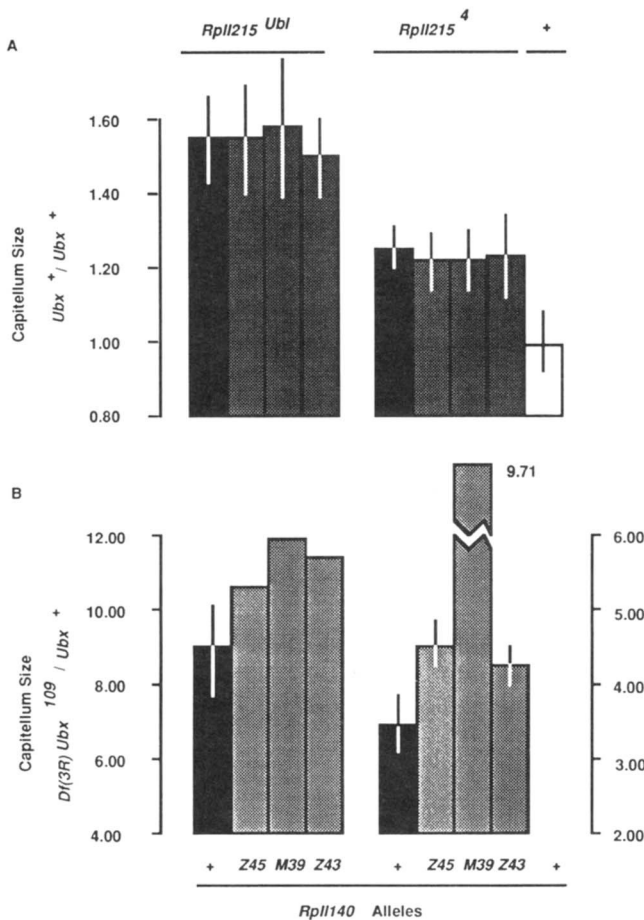 RpII215 Ubl RpII215 4 +
A
1.60
1.40
1.20
1.00
0.80
Capitellum Size
Ubx + / Ubx +
B
9.71
12.00 6.00
10.00 5.00
8.00 4.00
6.00 3.00
4.00 2.00
Capitellum Size
Df(3R) Ubx 109 / Ubx +
+ Z45 M39 Z43 + Z45 M39 Z43 +
RpII140 Alleles